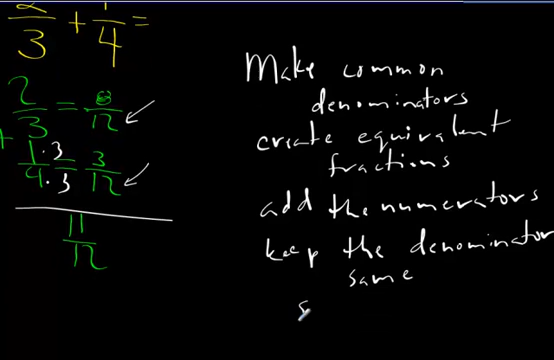 2/3 + 1/4 =
2/3 = 8/12
+ 1/4 · 3/3 3/12
11/12
Make common
denominators
create equivalent
fractions
add the numerators
keep the denominator
same
s